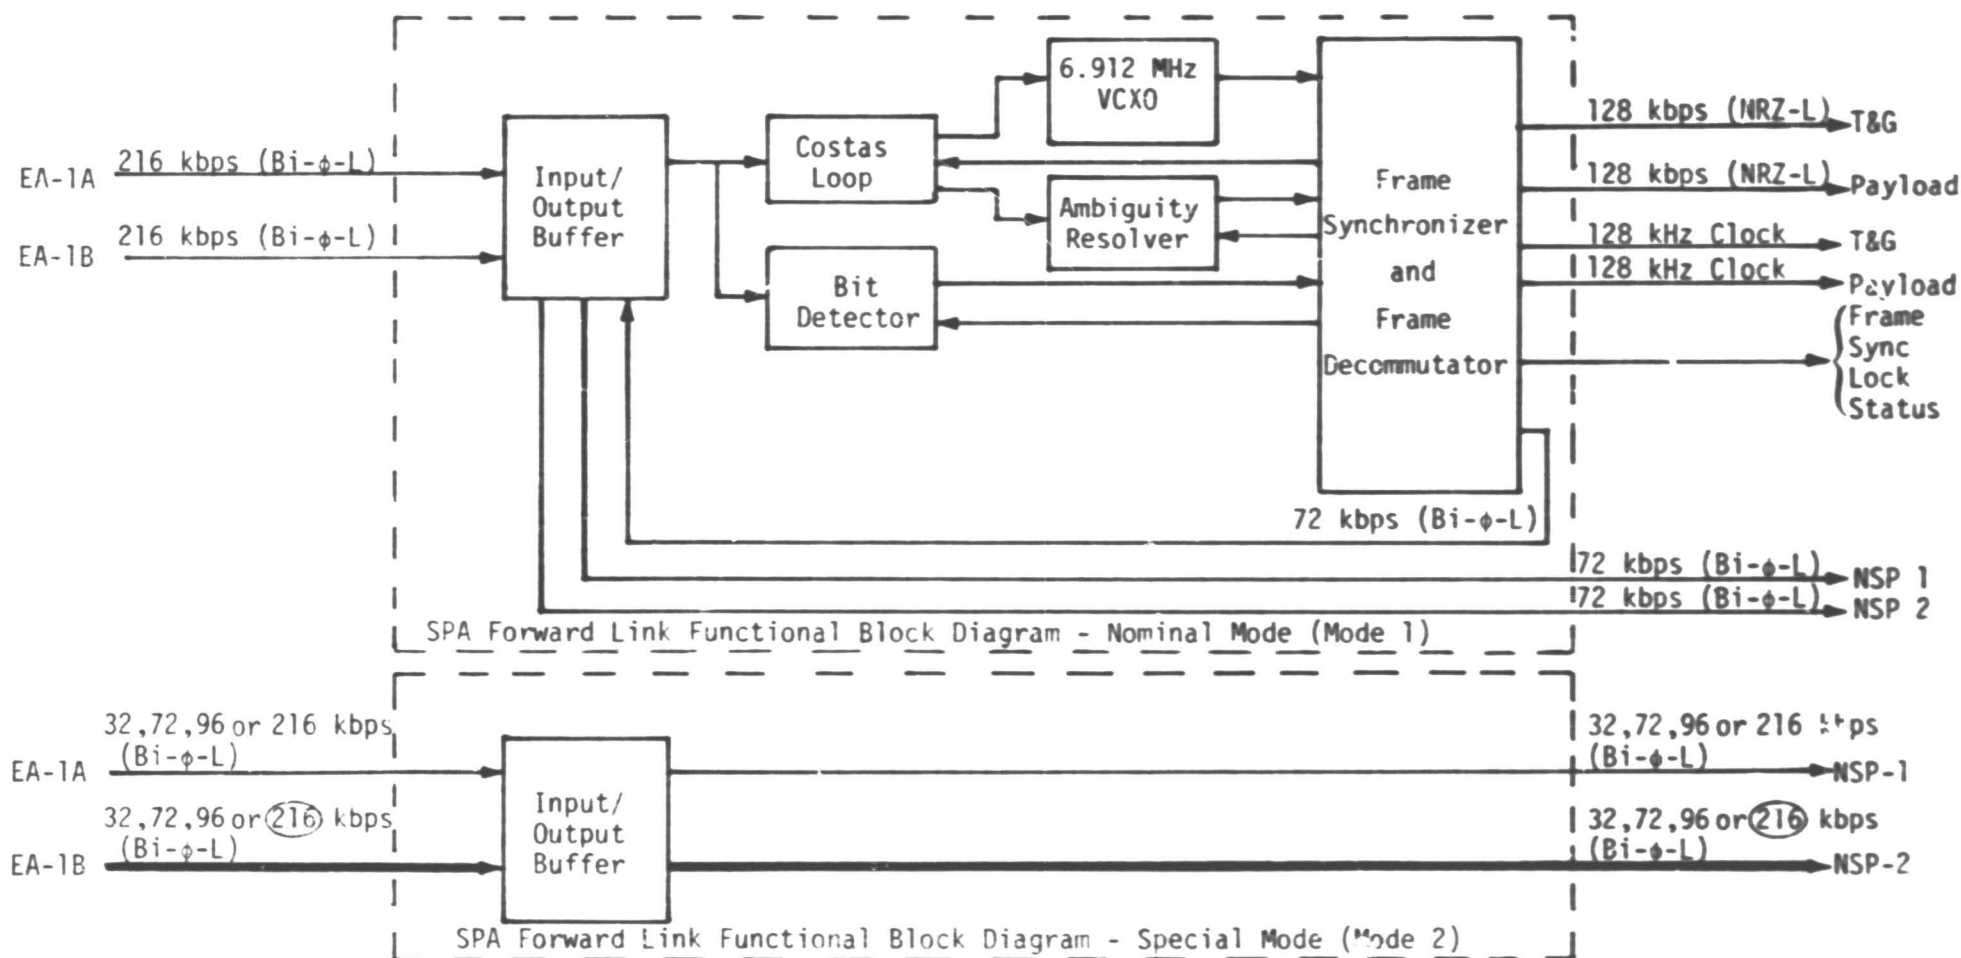 6.912 MHz
VCXO
128 kbps (NRZ-L)
T&G
EA-1A
216 kbps (Bi-ϕ-L)
Input/
Output
Buffer
Costas
Loop
Frame
Synchronizer
and
Frame
Decommutator
128 kbps (NRZ-L)
Payload
EA-1B
216 kbps (Bi-ϕ-L)
Ambiguity
Resolver
128 kHz Clock
T&G
Bit
Detector
128 kHz Clock
Payload
Frame
Sync
Lock
Status
72 kbps (Bi-ϕ-L)
72 kbps (Bi-ϕ-L)
NSP 1
72 kbps (Bi-ϕ-L)
NSP 2
SPA Forward Link Functional Block Diagram - Nominal Mode (Mode 1)
32,72,96 or 216 kbps
(Bi-ϕ-L)
EA-1A
Input/
Output
Buffer
32,72,96 or 216 kbps
(Bi-ϕ-L)
NSP-1
32,72,96 or 216 kbps
(Bi-ϕ-L)
EA-1B
32,72,96 or 216 kbps
(Bi-ϕ-L)
NSP-2
SPA Forward Link Functional Block Diagram - Special Mode (Mode 2)